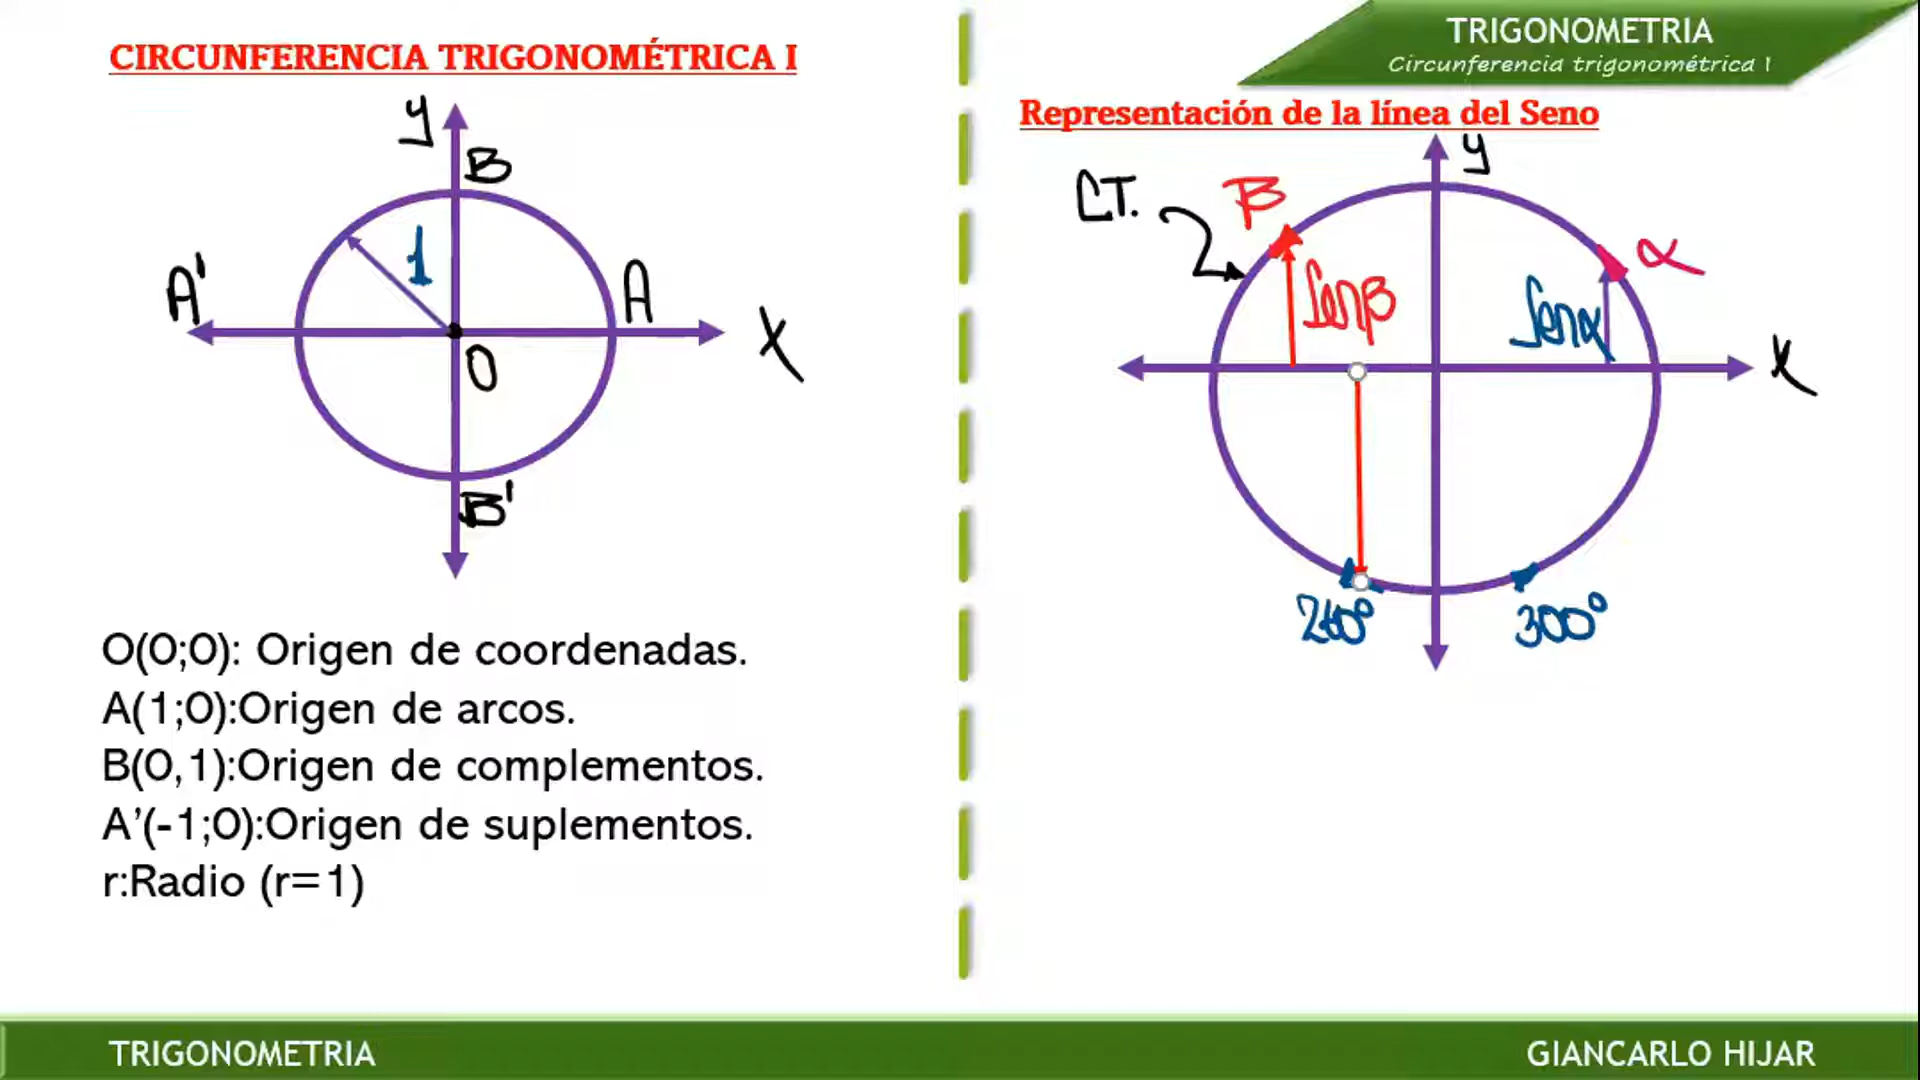 CIRCUNFERENCIA TRIGONOMÉTRICA I
y
B
1
A'
A
x
O
B'
O(0;0): Origen de coordenadas.
A(1;0):Origen de arcos.
B(0,1):Origen de complementos.
A’(-1;0):Origen de suplementos.
r:Radio (r=1)
TRIGONOMETRIA
Circunferencia trigonométrica I
Representación de la línea del Seno
y
C.T.
β
α
Senβ
Senα
x
260°
300°
TRIGONOMETRIA
GIANCARLO HIJAR